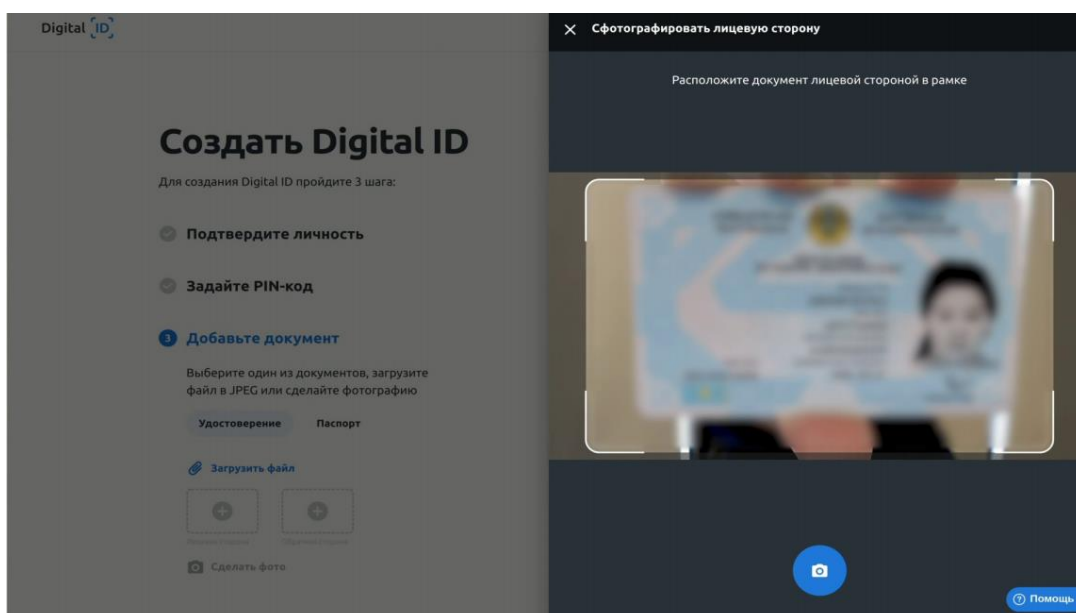 Digital ID
Создать Digital ID
Для создания Digital ID пройдите 3 шага:
Подтвердите личность
Задайте PIN-код
3 Добавьте документ
Выберите один из документов, загрузите
файл в JPEG или сделайте фотографию
Удостоверение Паспорт
Загрузить файл
Сделать фото
Сфотографировать лицевую сторону
Расположите документ лицевой стороной в рамке
Помощь